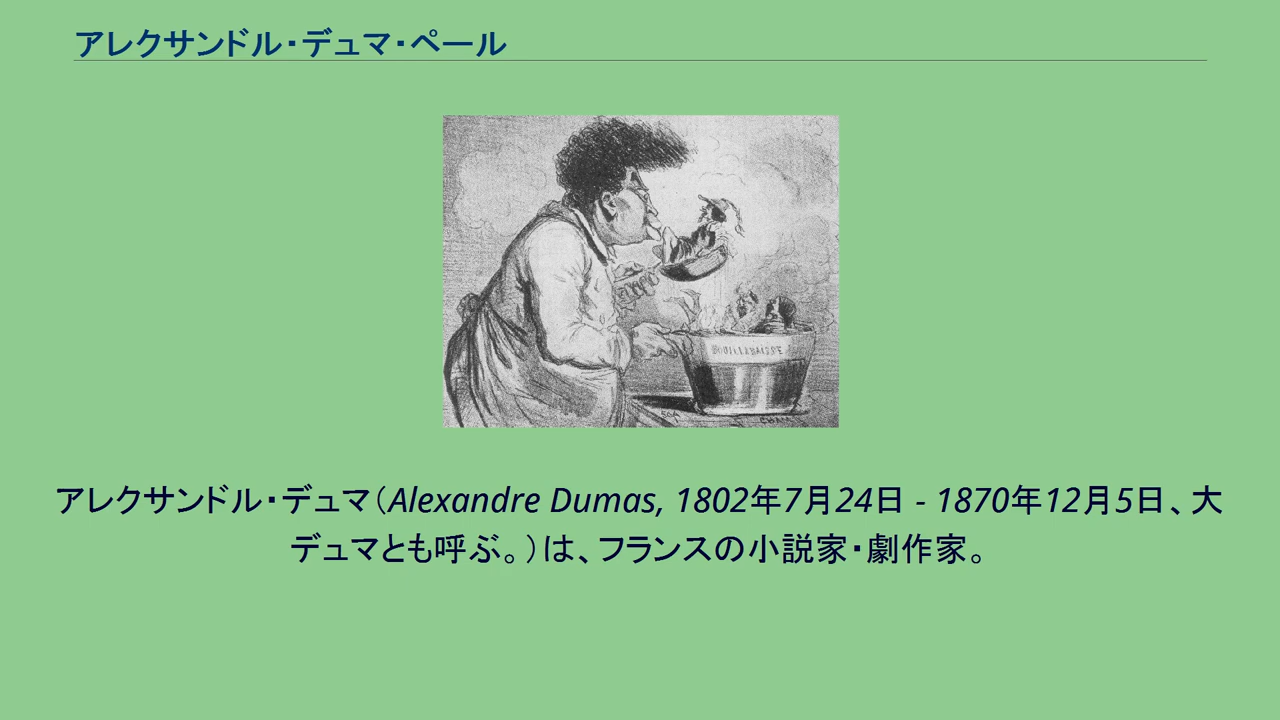 アレクサンドル・デュマ・ペール
BOUILLABAISSE
アレクサンドル・デュマ（Alexandre Dumas, 1802年7月24日 - 1870年12月5日、大
デュマとも呼ぶ。）は、フランスの小説家・劇作家。